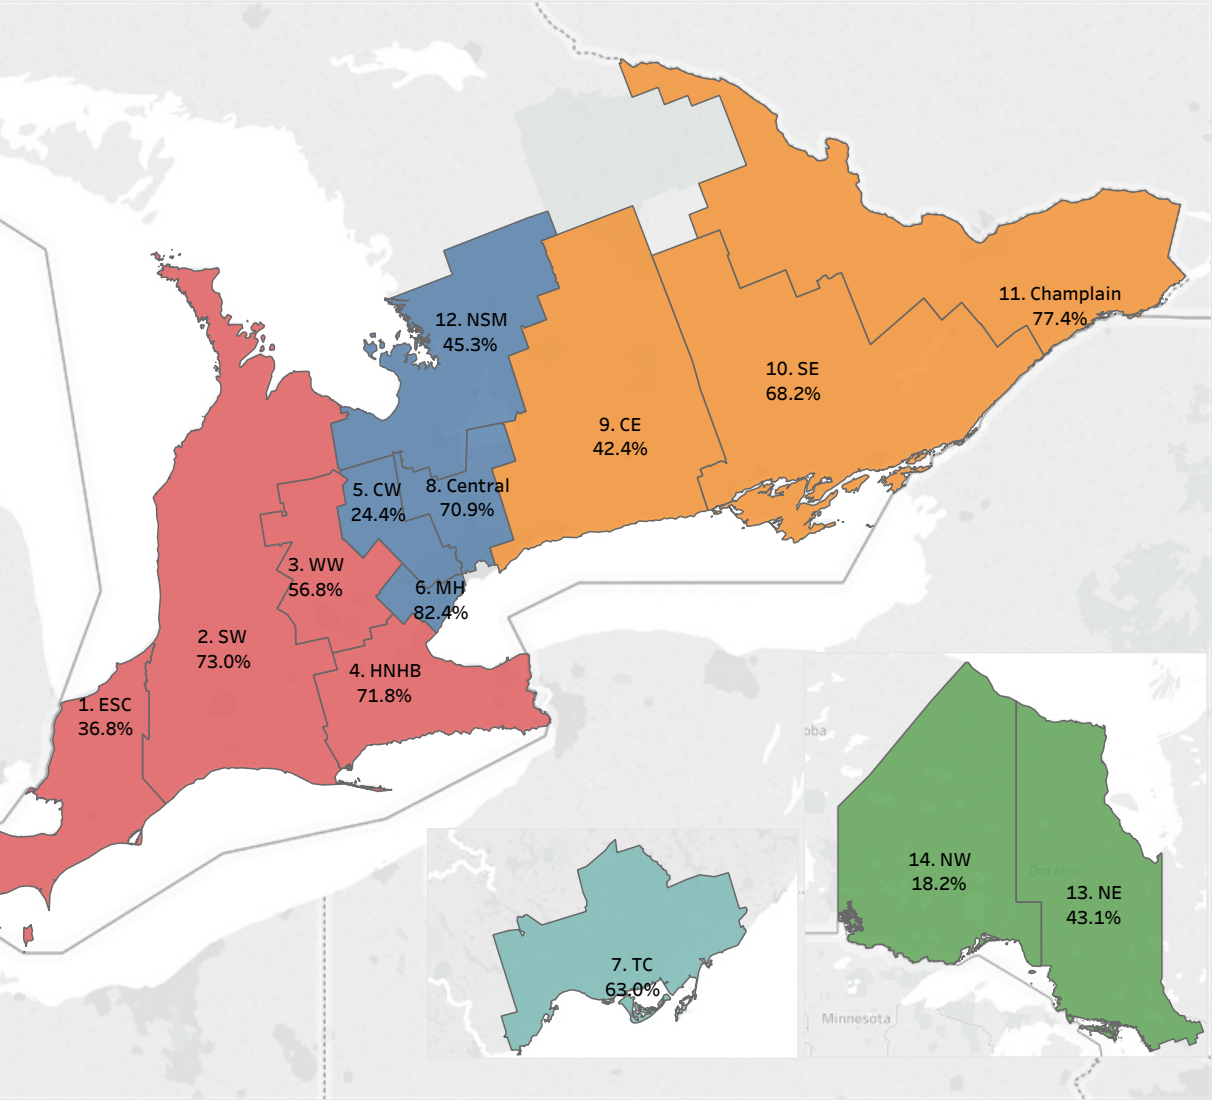 11. Champlain
77.4%
12. NSM
45.3%
10. SE
68.2%
9. CE
42.4%
5. CW
24.4%
8. Central
70.9%
3. WW
56.8%
6. MH
82.4%
2. SW
73.0%
4. HNHB
71.8%
1. ESC
36.8%
oba
14. NW
18.2%
Ontario
13. NE
43.1%
7. TC
63.0%
Minnesota